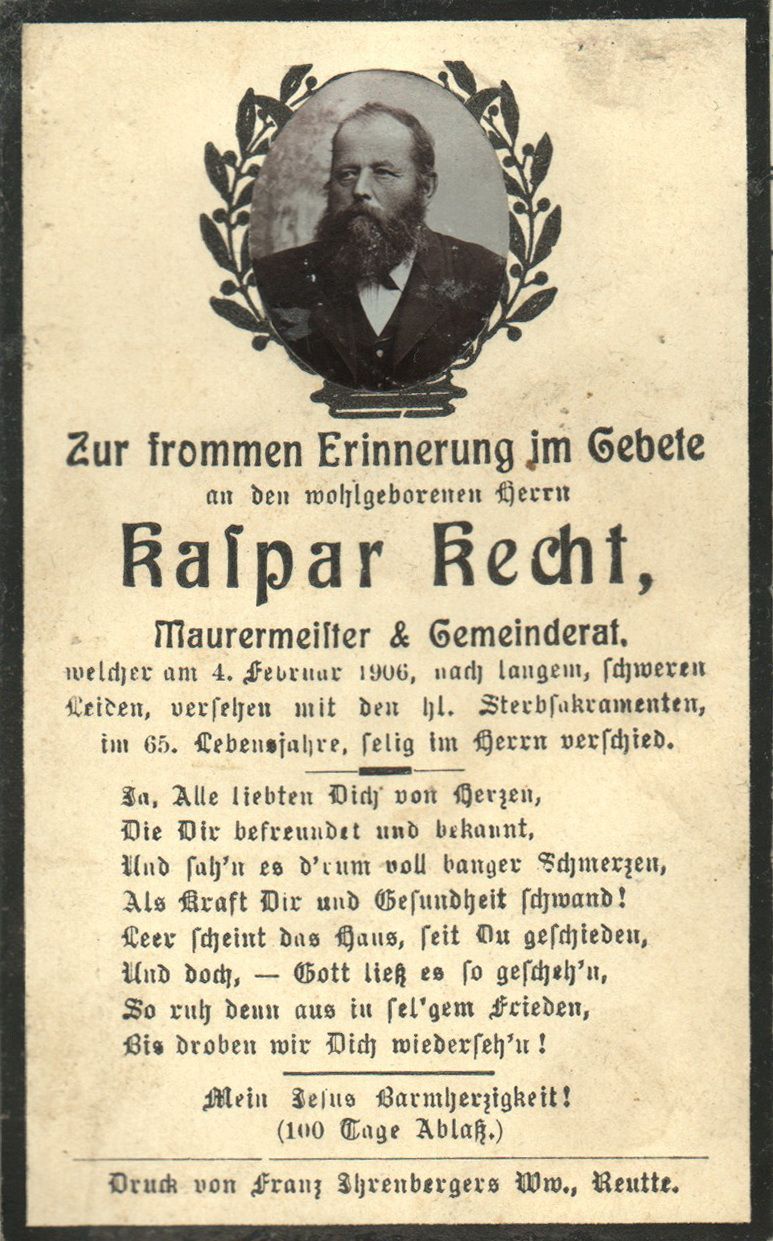 Zur frommen Erinnerung im Gebete
an den wohlgeborenen Herrn
Kaſpar Kecht,
Maurermeiſter & Gemeinderat.
welcher am 4. Februar 1906, nach langem, ſchweren
Leiden, verſehen mit den hl. Sterbſakramenten,
im 65. Lebensjahre, ſelig im Herrn verſchied.
Ja, Alle liebten Dich von Herzen,
Die Dir befreundet und bekannt,
Und ſah'n es d'rum voll banger Schmerzen,
Als Kraft Dir und Geſundheit ſchwand!
Leer ſcheint das Haus, ſeit Du geſchieden,
Und doch, — Gott ließ es ſo geſcheh'n,
So ruh denn aus in ſel'gem Frieden,
Bis droben wir Dich wiederſeh'n!
Mein Jeſus Barmherzigkeit!
(100 Tage Ablaß.)
Druck von Franz Ihrenbergers Ww., Reutte.